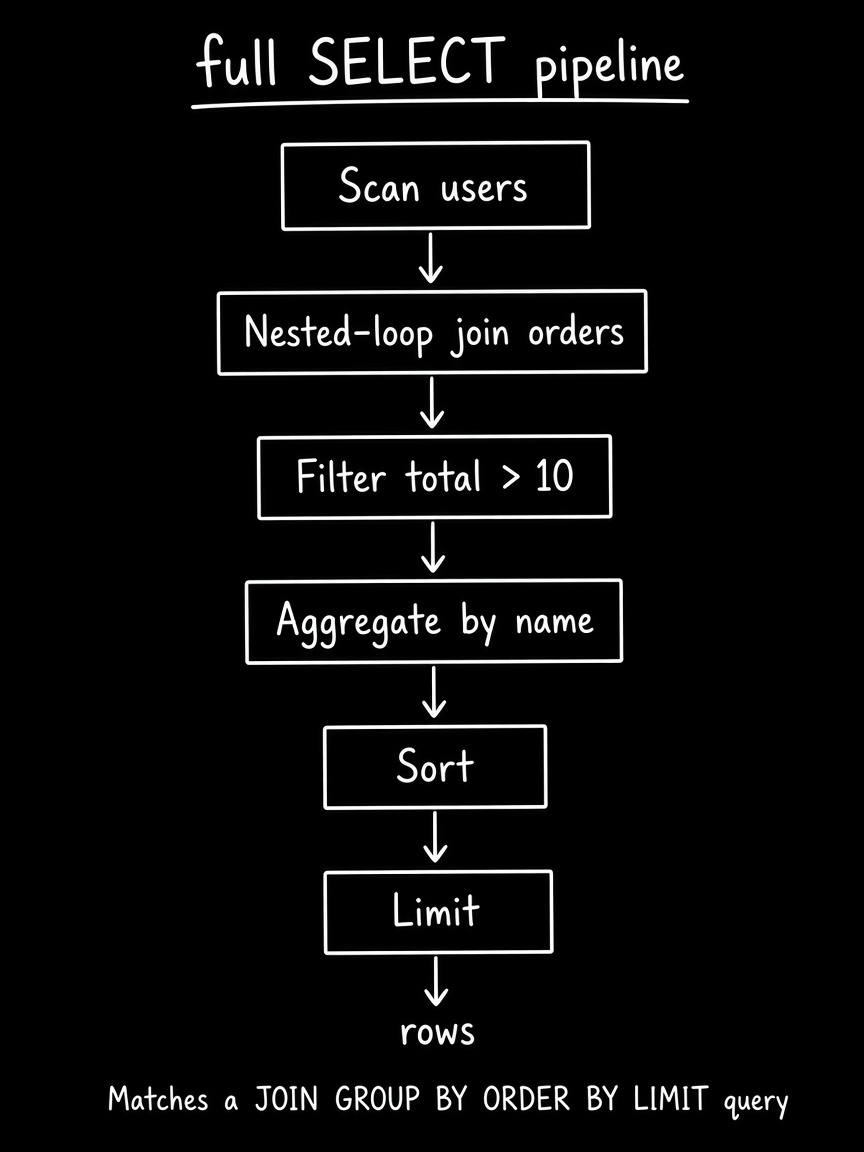 full SELECT pipeline
Scan users
Nested-loop join orders
Filter total > 10
Aggregate by name
Sort
Limit
rows
Matches a JOIN GROUP BY ORDER BY LIMIT query